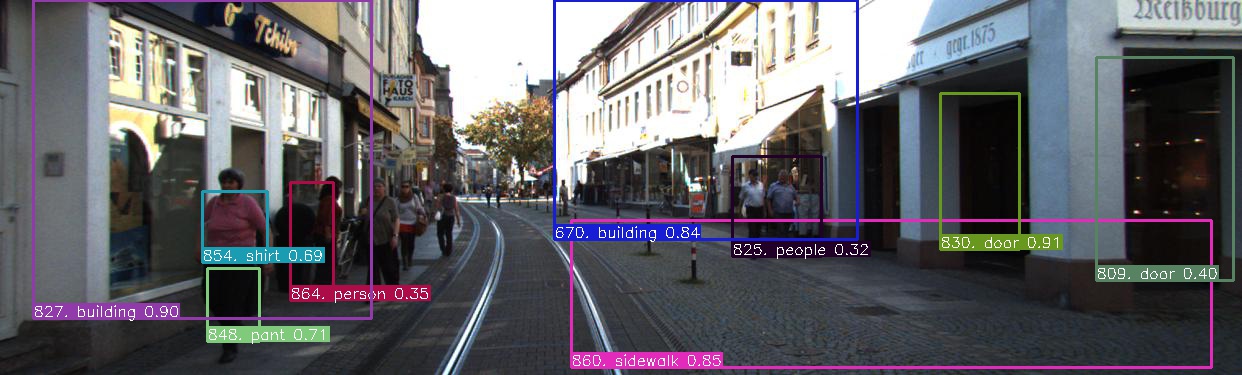 Tchibo
FOTO
HAUS
KARCH
gegr. 1875
Meißburg
670. building 0.84
825. people 0.32
830. door 0.91
854. shirt 0.69
809. door 0.40
864. person 0.35
827. building 0.90
848. pant 0.71
860. sidewalk 0.85